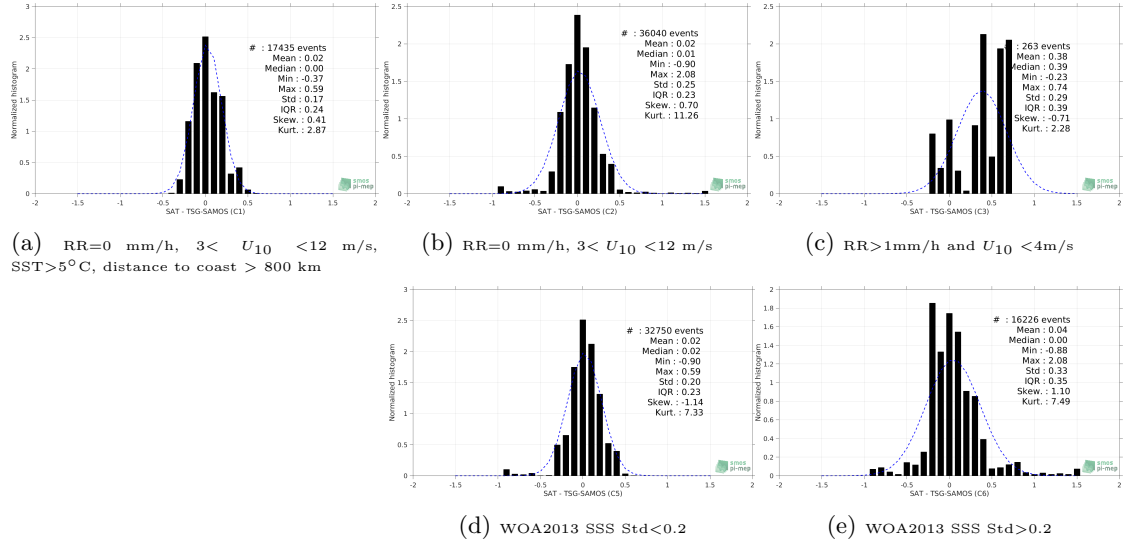 3
2.5
2
1.5
1
0.5
0
-2 -1.5 -1 -0.5 0 0.5 1 1.5 2
Normalized histogram
SAT - TSG-SAMOS (C1)
# : 17435 events
Mean : 0.02
Median : 0.00
Min : -0.37
Max : 0.59
Std : 0.17
IQR : 0.24
Skew. : 0.41
Kurt. : 2.87
smos
pi-mep
(a) RR=0 mm/h, 3< U10 <12 m/s,
SST>5°C, distance to coast > 800 km
2.5
2
1.5
1
0.5
0
-2 -1.5 -1 -0.5 0 0.5 1 1.5 2
Normalized histogram
SAT - TSG-SAMOS (C2)
# : 36040 events
Mean : 0.02
Median : 0.01
Min : -0.90
Max : 2.08
Std : 0.25
IQR : 0.23
Skew. : 0.70
Kurt. : 11.26
smos
pi-mep
(b) RR=0 mm/h, 3< U10 <12 m/s
2.5
2
1.5
1
0.5
0
-2 -1.5 -1 -0.5 0 0.5 1 1.5 2
Normalized histogram
SAT - TSG-SAMOS (C3)
: 263 events
Mean : 0.38
Median : 0.39
Min : -0.23
Max : 0.74
Std : 0.29
IQR : 0.39
Skew. : -0.71
Kurt. : 2.28
smos
pi-mep
(c) RR>1mm/h and U10 <4m/s
3
2.5
2
1.5
1
0.5
0
-2 -1.5 -1 -0.5 0 0.5 1 1.5 2
Normalized histogram
SAT - TSG-SAMOS (C5)
# : 32750 events
Mean : 0.02
Median : 0.02
Min : -0.90
Max : 0.59
Std : 0.20
IQR : 0.23
Skew. : -1.14
Kurt. : 7.33
smos
pi-mep
(d) WOA2013 SSS Std<0.2
2
1.8
1.6
1.4
1.2
1
0.8
0.6
0.4
0.2
0
-2 -1.5 -1 -0.5 0 0.5 1 1.5 2
Normalized histogram
SAT - TSG-SAMOS (C6)
# : 16226 events
Mean : 0.04
Median : 0.00
Min : -0.88
Max : 2.08
Std : 0.33
IQR : 0.35
Skew. : 1.10
Kurt. : 7.49
smos
pi-mep
(e) WOA2013 SSS Std>0.2